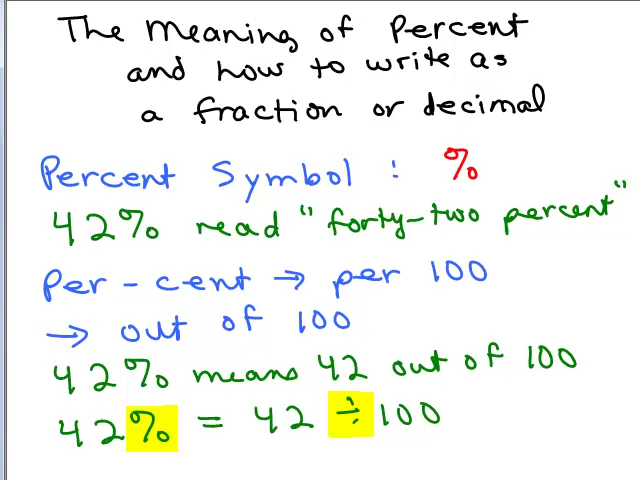 The Meaning of Percent
and how to write as
a fraction or decimal
Percent Symbol : %
42% read "forty-two percent"
Per-cent → per 100
→ out of 100
42% means 42 out of 100
42% = 42 ÷ 100